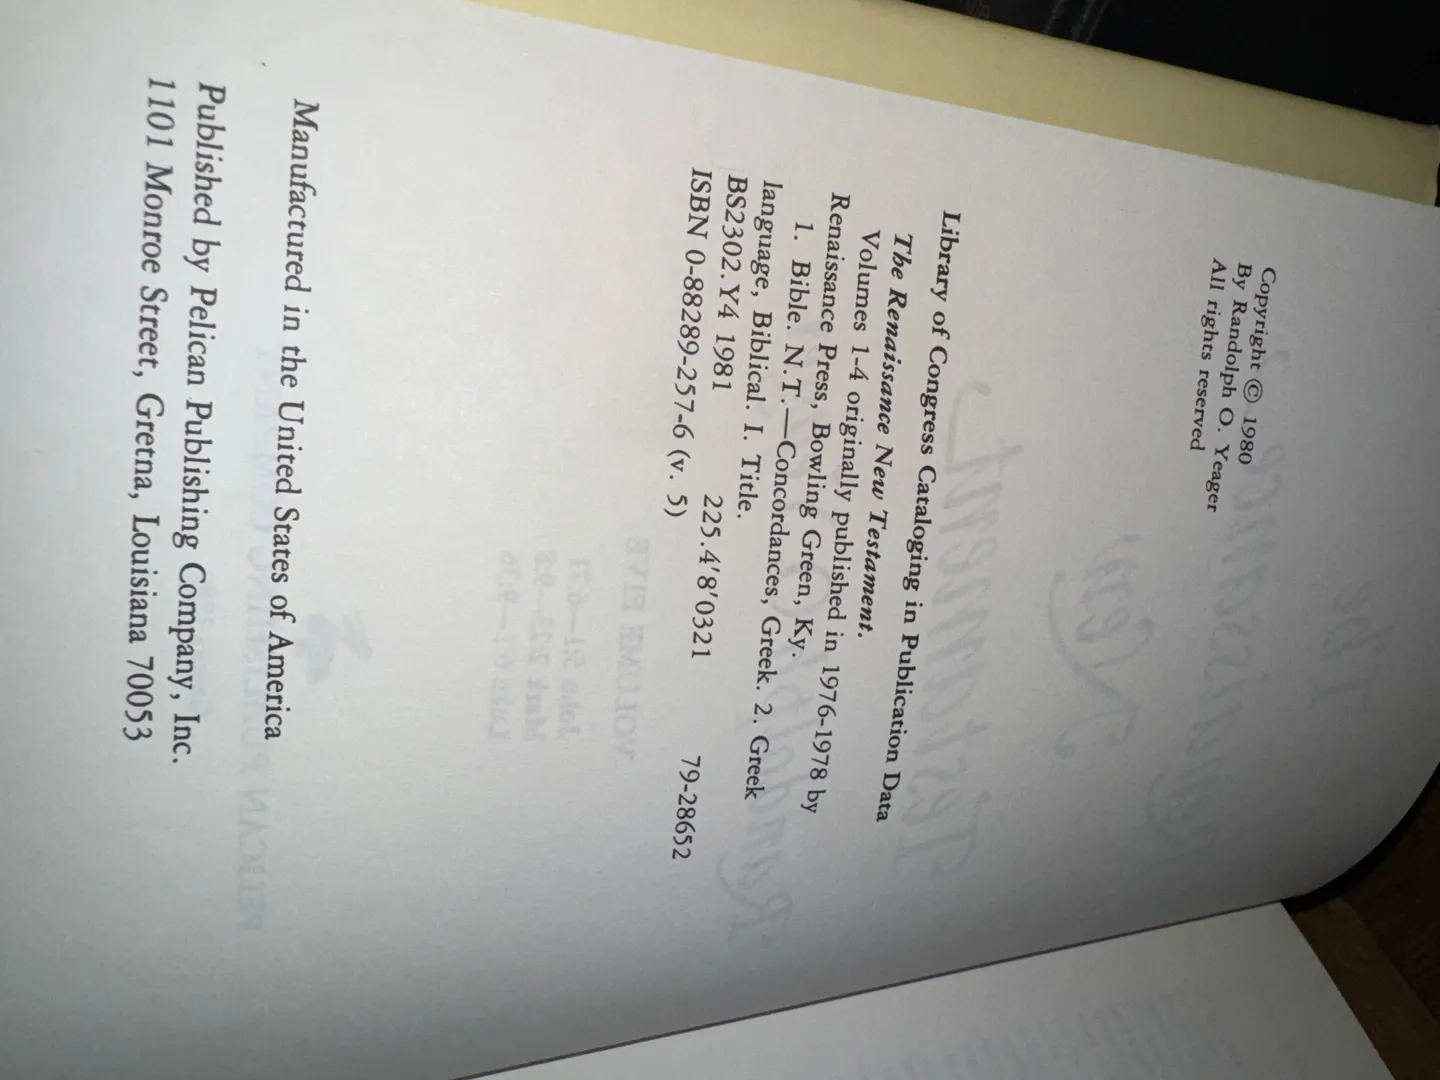 Copyright © 1980
By Randolph O. Yeager
All rights reserved
Library of Congress Cataloging in Publication Data
The Renaissance New Testament.
Volumes 1-4 originally published in 1976-1978 by
Renaissance Press, Bowling Green, Ky.
1. Bible. N.T.—Concordances, Greek. 2. Greek
language, Biblical. I. Title.
BS2302.Y4 1981 225.4'8'0321
ISBN 0-88289-257-6 (v. 5) 79-28652
Manufactured in the United States of America
Published by Pelican Publishing Company, Inc.
1101 Monroe Street, Gretna, Louisiana 70053